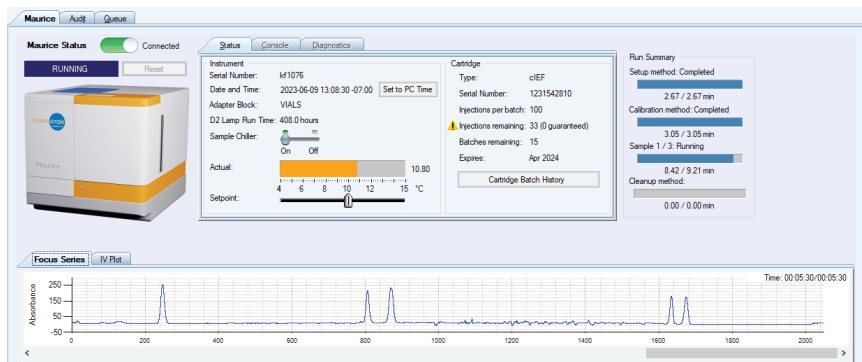 Maurice Audit Queue
Maurice Status Connected
RUNNING Reset
proteinsimple
Maurice
Status Console Diagnostics
Instrument
Serial Number: kf1076
Date and Time: 2023-06-09 13:08:30 -07:00 Set to PC Time
Adapter Block: VIALS
D2 Lamp Run Time: 408.0 hours
Sample Chiller:
On Off
Actual: 10.80
4 6 8 10 12 15 °C
Setpoint:
Cartridge
Type: cIEF
Serial Number: 1231542810
Injections per batch: 100
Injections remaining: 33 (0 guaranteed)
Batches remaining: 15
Expires: Apr 2024
Cartridge Batch History
Run Summary
Setup method: Completed
2.67 / 2.67 min
Calibration method: Completed
3.05 / 3.05 min
Sample 1 / 3: Running
8.42 / 9.21 min
Cleanup method:
0.00 / 0.00 min
Focus Series IV Plot
Time: 00:05:30/00:05:30
Absorbance
250
150
50
-50
0 200 400 600 800 1000 1200 1400 1600 1800 2000